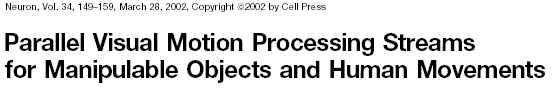 Neuron, Vol. 34, 149–159, March 28, 2002, Copyright ©2002 by Cell Press
Parallel Visual Motion Processing Streams
for Manipulable Objects and Human Movements